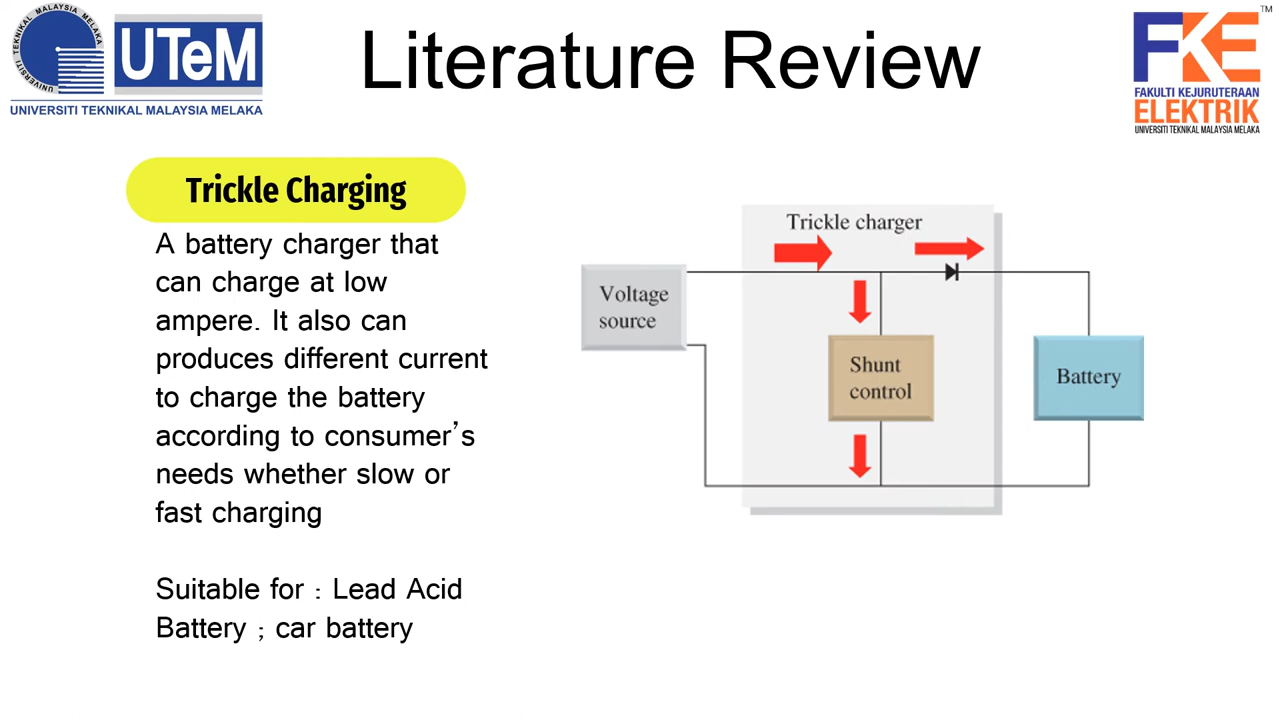 UNIVERSITI TEKNIKAL MALAYSIA MELAKA
UTeM
UNIVERSITI TEKNIKAL MALAYSIA MELAKA
Literature Review
TM
FKE
FAKULTI KEJURUTERAAN
ELEKTRIK
UNIVERSITI TEKNIKAL MALAYSIA MELAKA
Trickle Charging
A battery charger that
can charge at low
ampere. It also can
produces different current
to charge the battery
according to consumer’s
needs whether slow or
fast charging
Suitable for : Lead Acid
Battery ; car battery
Trickle charger
Voltage
source
Shunt
control
Battery